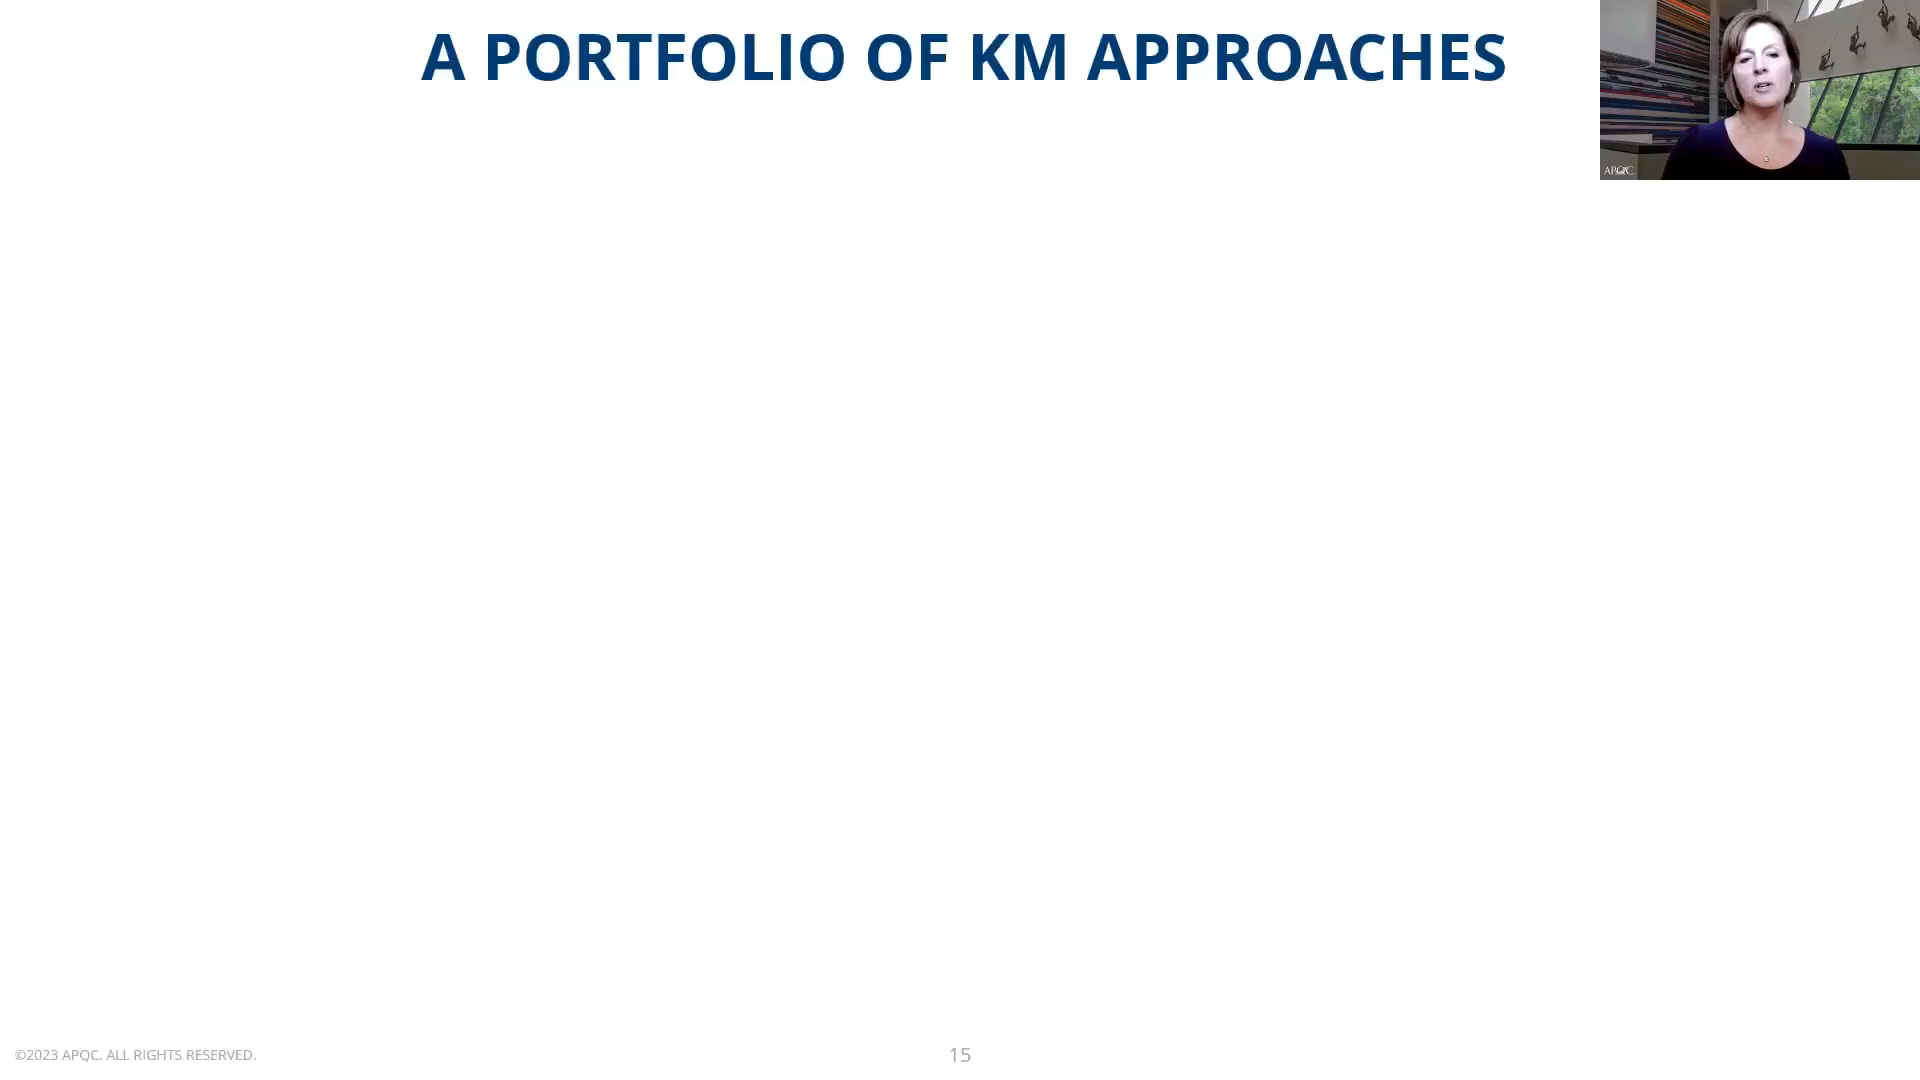 A PORTFOLIO OF KM APPROACHES
APQC
©2023 APQC. ALL RIGHTS RESERVED.
15